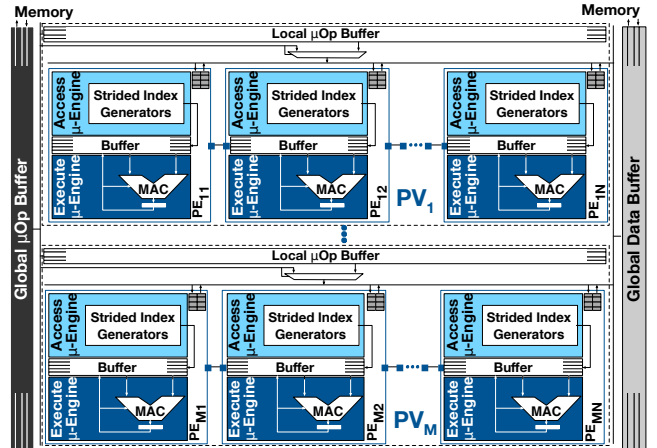 Memory
Memory
Global µOp Buffer
Global Data Buffer
Local µOp Buffer
Access
µ-Engine
Strided Index
Generators
Buffer
Execute
µ-Engine
MAC
PE11
Access
µ-Engine
Strided Index
Generators
Buffer
Execute
µ-Engine
MAC
PE12
PV1
Access
µ-Engine
Strided Index
Generators
Buffer
Execute
µ-Engine
MAC
PE1N
Local µOp Buffer
Access
µ-Engine
Strided Index
Generators
Buffer
Execute
µ-Engine
MAC
PEM1
Access
µ-Engine
Strided Index
Generators
Buffer
Execute
µ-Engine
MAC
PEM2
PVM
Access
µ-Engine
Strided Index
Generators
Buffer
Execute
µ-Engine
MAC
PEMN